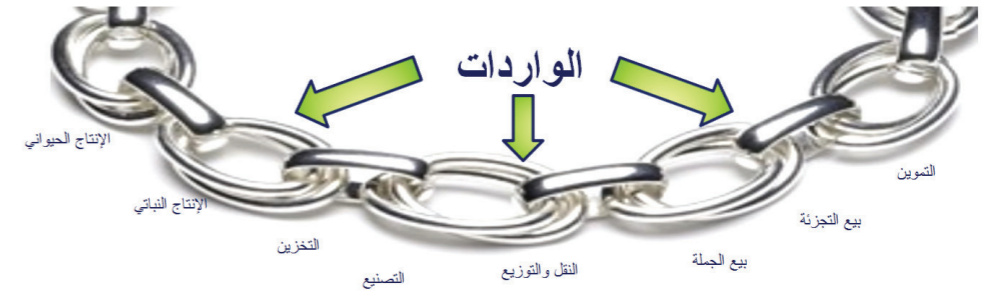 الواردات
الإنتاج الحيواني
الإنتاج النباتي
التخزين
التصنيع
النقل والتوزيع
بيع الجملة
بيع التجزئة
التموين